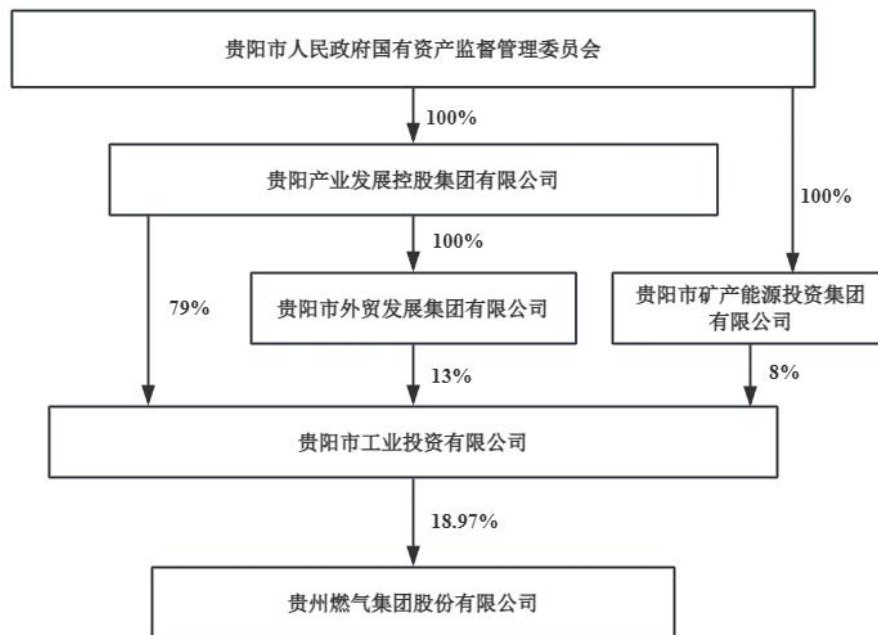 贵阳市人民政府国有资产监督管理委员会
100%
贵阳产业发展控股集团有限公司
100%
100%
79%
贵阳市外贸发展集团有限公司
贵阳市矿产能源投资集团
有限公司
13%
8%
贵阳市工业投资有限公司
18.97%
贵州燃气集团股份有限公司